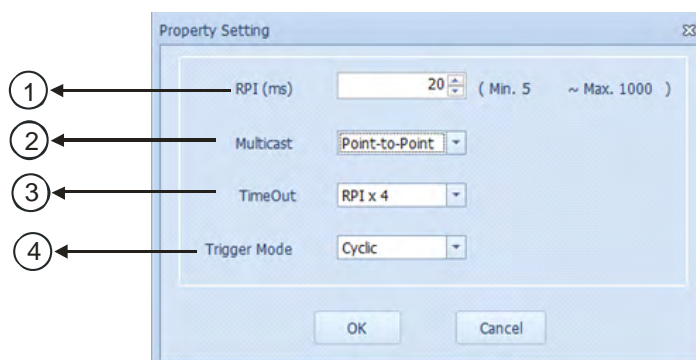 Property Setting
1 RPI (ms) 20 ( Min. 5 ~ Max. 1000 )
2 Multicast Point-to-Point
3 TimeOut RPI x 4
4 Trigger Mode Cyclic
OK Cancel